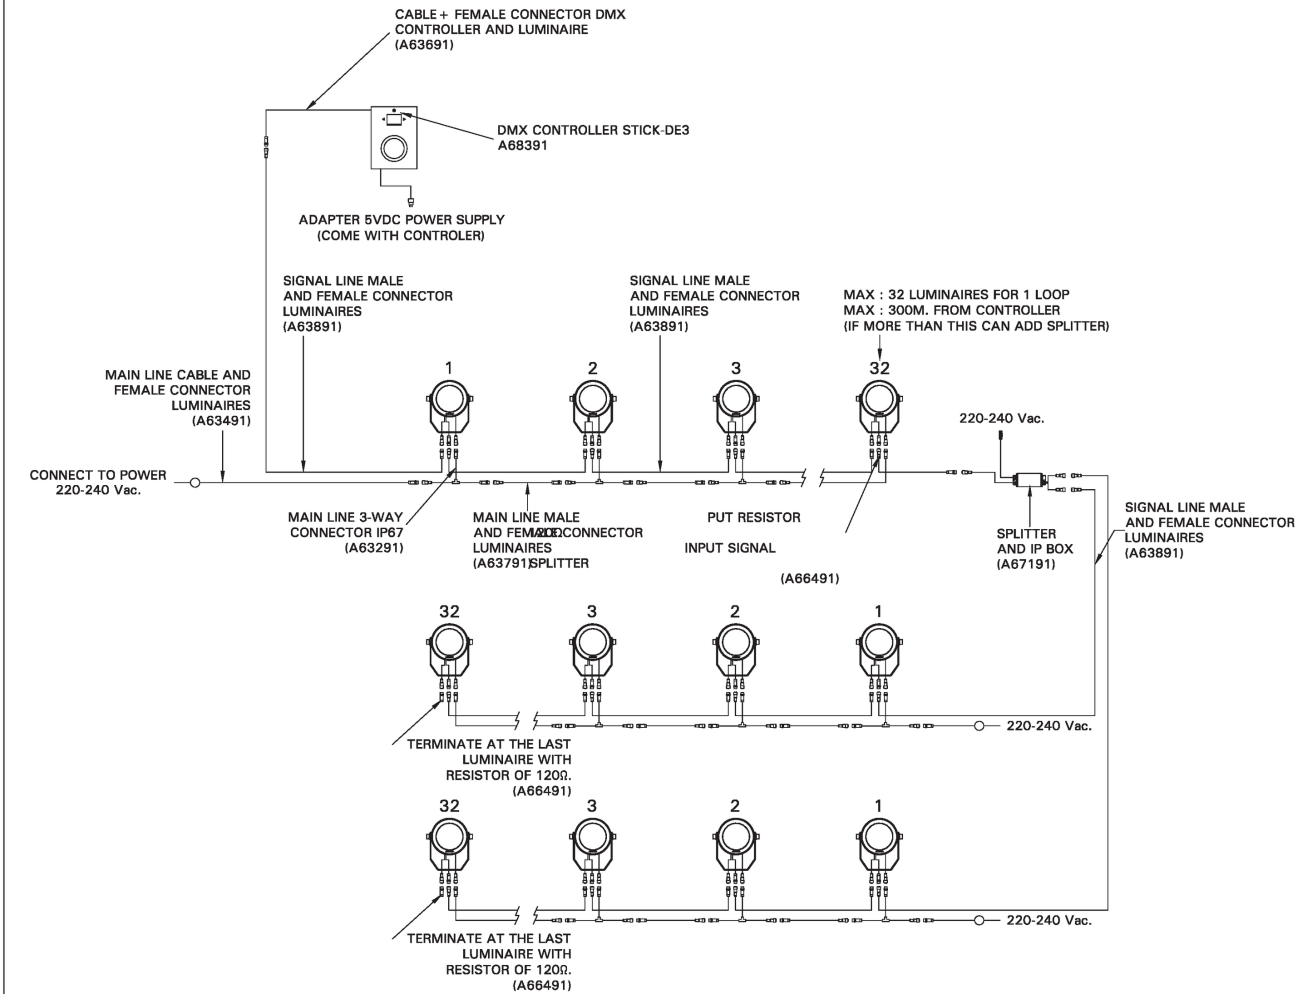 CABLE+ FEMALE CONNECTOR DMX
CONTROLLER AND LUMINAIRE
(A63691)
DMX CONTROLLER STICK-DE3
A68391
ADAPTER 5VDC POWER SUPPLY
(COME WITH CONTROLER)
SIGNAL LINE MALE
AND FEMALE CONNECTOR
LUMINAIRES
(A63891)
SIGNAL LINE MALE
AND FEMALE CONNECTOR
LUMINAIRES
(A63891)
MAX : 32 LUMINAIRES FOR 1 LOOP
MAX : 300M. FROM CONTROLLER
(IF MORE THAN THIS CAN ADD SPLITTER)
MAIN LINE CABLE AND
FEMALE CONNECTOR
LUMINAIRES
(A63491)
1
2
3
32
220-240 Vac.
CONNECT TO POWER
220-240 Vac.
MAIN LINE 3-WAY
CONNECTOR IP67
(A63291)
MAIN LINE MALE
AND FEMALE CONNECTOR
LUMINAIRES
(A63791)
120Ω.
SPLITTER
PUT RESISTOR
INPUT SIGNAL
(A66491)
SPLITTER
AND IP BOX
(A67191)
SIGNAL LINE MALE
AND FEMALE CONNECTOR
LUMINAIRES
(A63891)
32
3
2
1
220-240 Vac.
TERMINATE AT THE LAST
LUMINAIRE WITH
RESISTOR OF 120Ω.
(A66491)
32
3
2
1
220-240 Vac.
TERMINATE AT THE LAST
LUMINAIRE WITH
RESISTOR OF 120Ω.
(A66491)